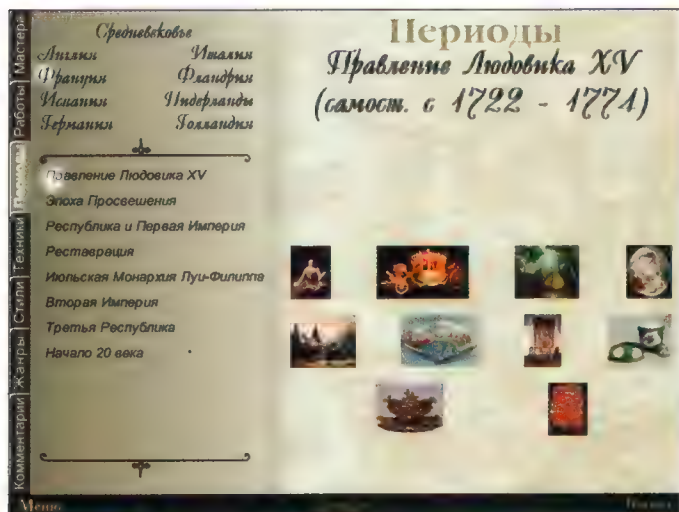 Средневековье
Англия Италия
Франция Фландрия
Испания Нидерланды
Германия Голландия
Правление Людовика XV
Эпоха Просвешения
Республика и Первая Империя
Реставрация
Июльская Монархия Луи-Филиппа
Вторая Империя
Третья Республика
Начало 20 века
Периоды
Правление Людовика XV
(самост. с 1722 - 1774)
Мастера
Работы
Периоды
Техники
Стили
Жанры
Комментарии
Меню